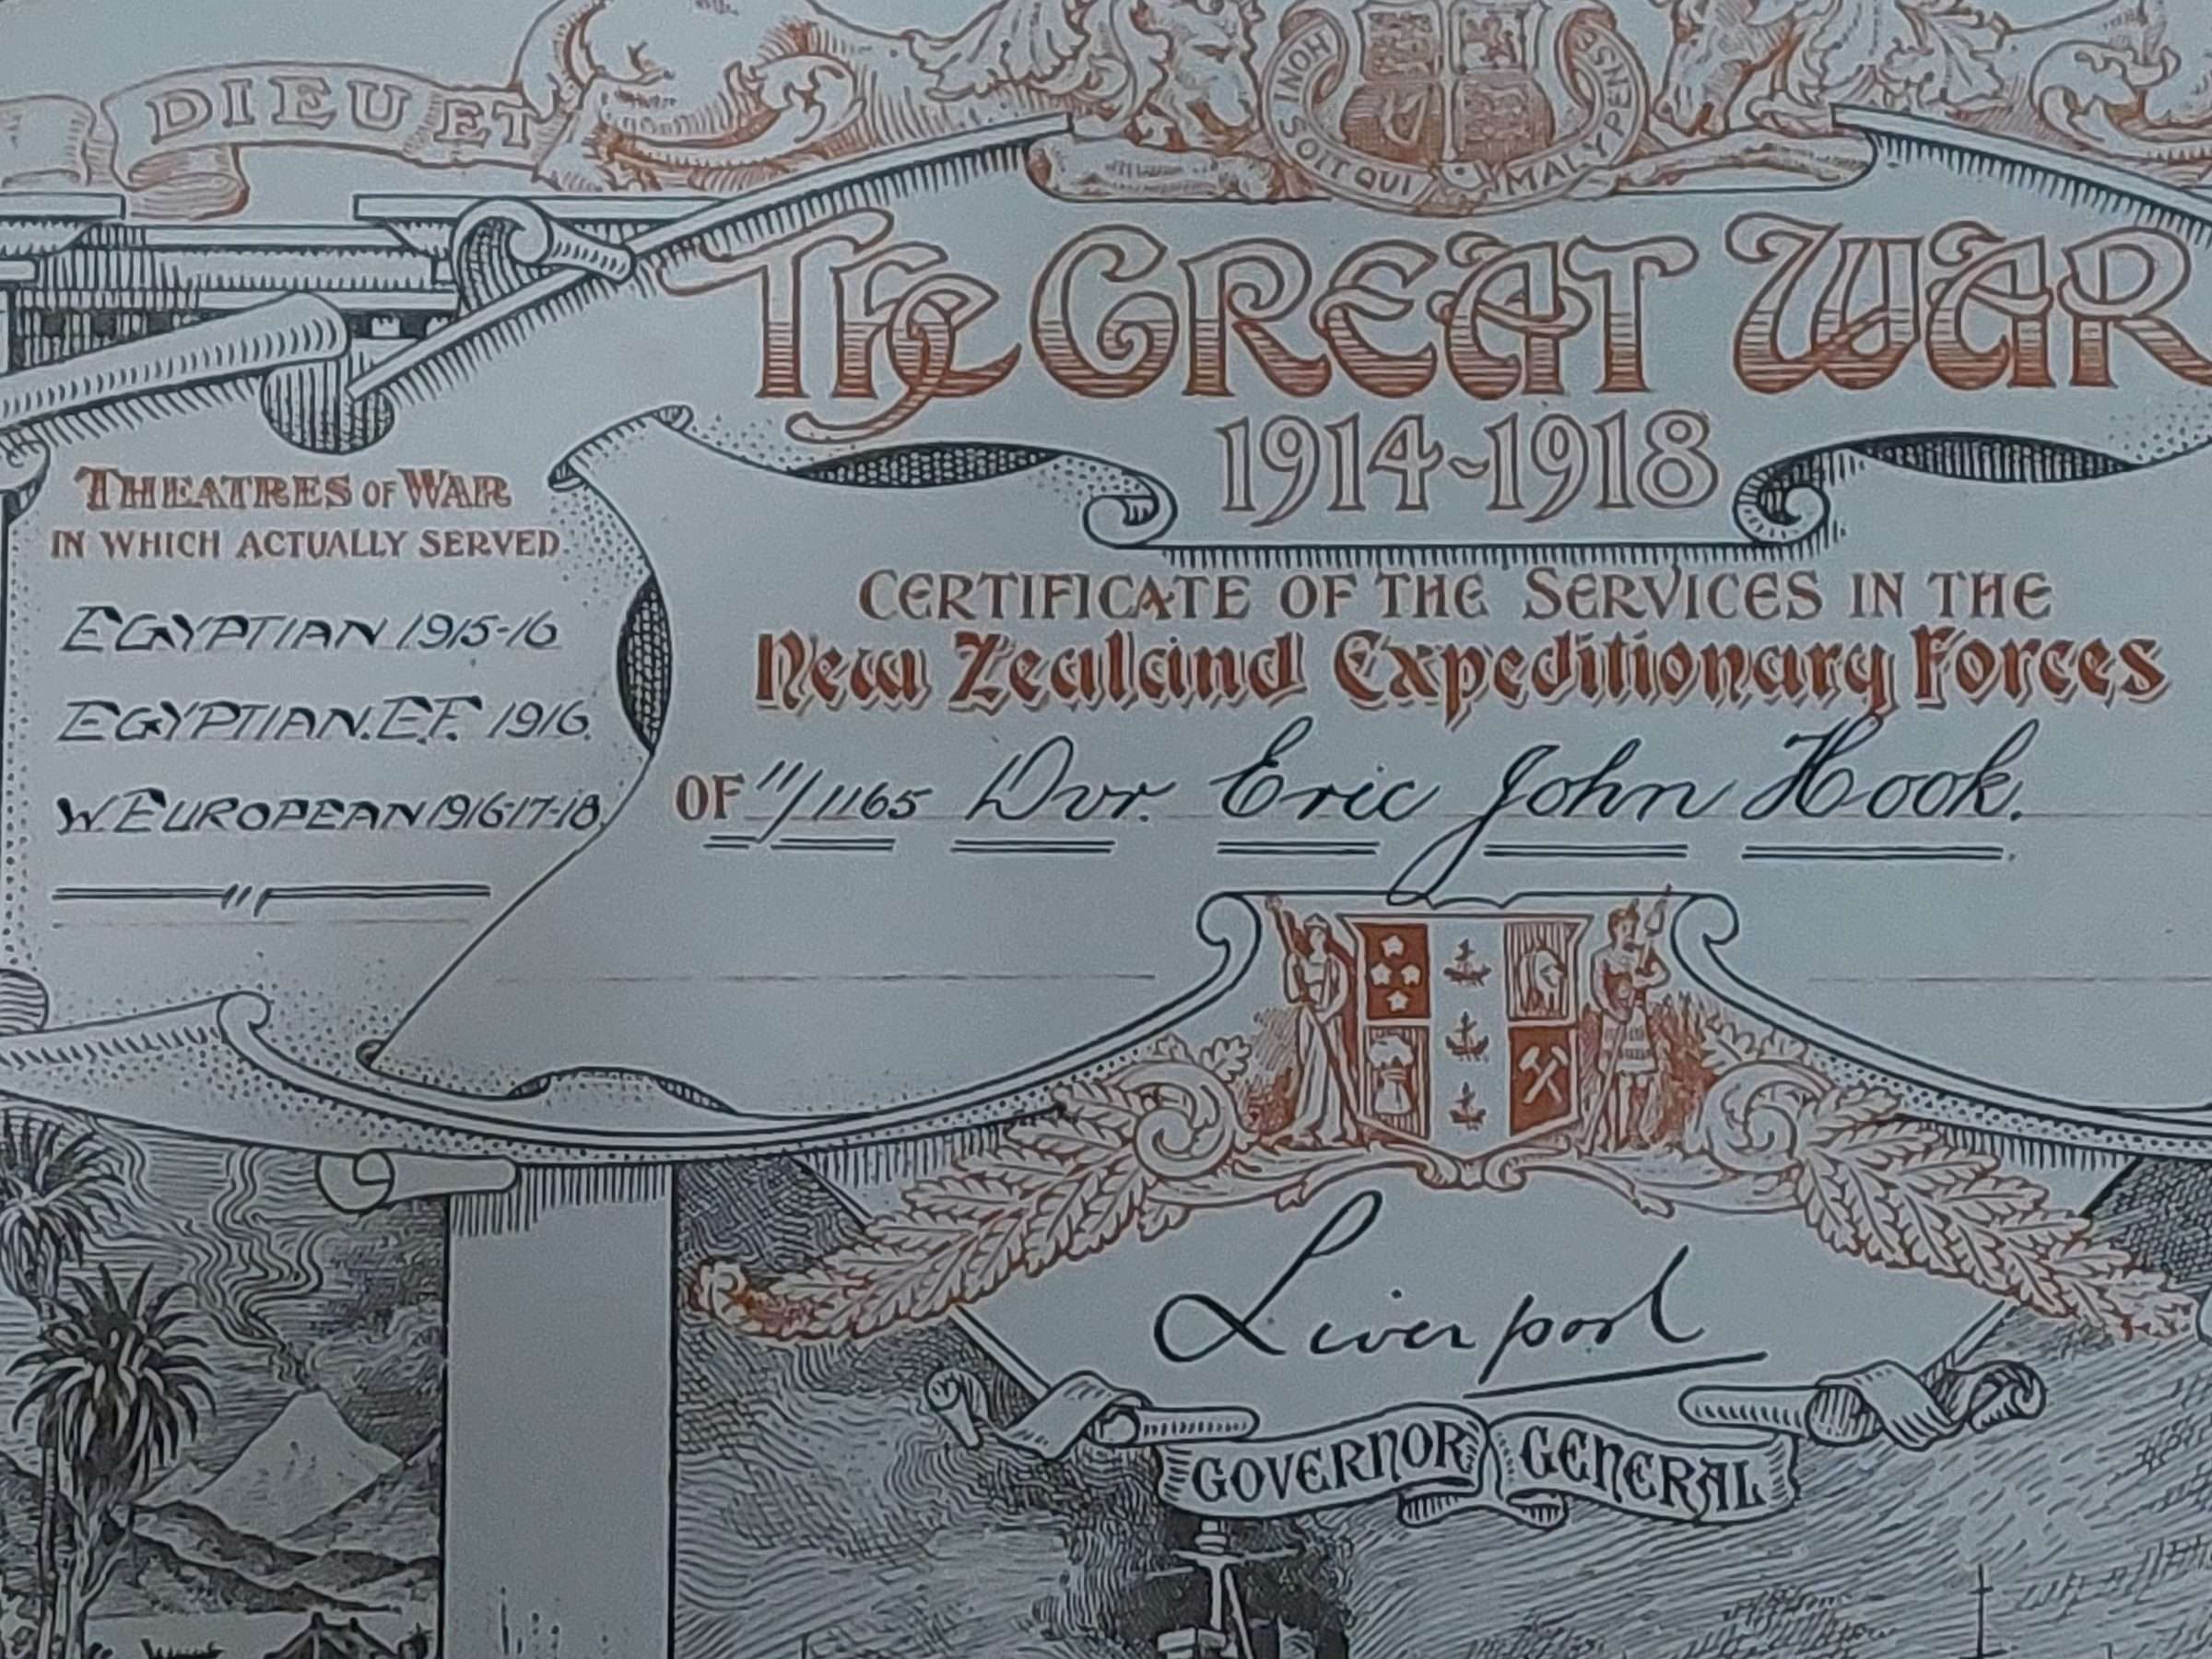 DIEU ET
HONI SOIT QUI MAL Y PENSE
THE GREAT WAR
1914-1918
THEATRES OF WAR
IN WHICH ACTUALLY SERVED
EGYPTIAN 1915-16
EGYPTIAN.E.F. 1916.
W. EUROPEAN 1916-17-18.
CERTIFICATE OF THE SERVICES IN THE
New Zealand Expeditionary Forces
OF 11/1165 Dvr. Eric John Hook.
Liverpool
GOVERNOR GENERAL